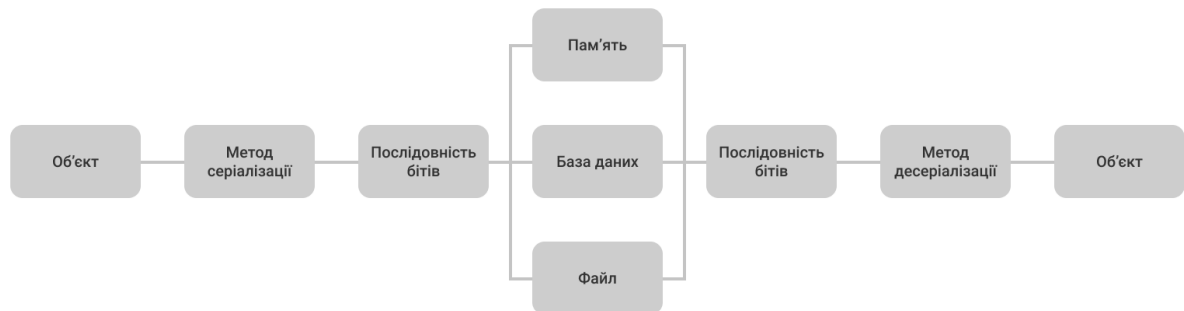 Пам’ять
Об’єкт
Метод
серіалізації
Послідовність
бітів
База даних
Послідовність
бітів
Метод
десеріалізації
Об’єкт
Файл